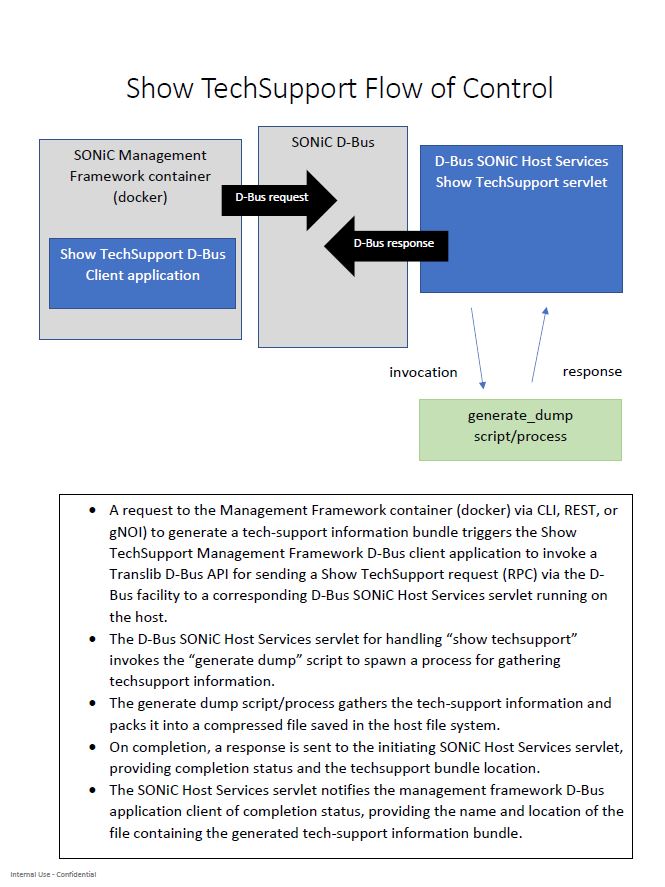 Show TechSupport Flow of Control
SONiC Management
Framework container
(docker)
SONiC D-Bus
D-Bus SONiC Host Services
Show TechSupport servlet
D-Bus request
D-Bus response
Show TechSupport D-Bus
Client application
invocation
response
generate_dump
script/process
• A request to the Management Framework container (docker) via CLI, REST, or
gNOI) to generate a tech-support information bundle triggers the Show
TechSupport Management Framework D-Bus client application to invoke a
Translib D-Bus API for sending a Show TechSupport request (RPC) via the D-
Bus facility to a corresponding D-Bus SONiC Host Services servlet running on
the host.
• The D-Bus SONiC Host Services servlet for handling “show techsupport”
invokes the “generate dump” script to spawn a process for gathering
techsupport information.
• The generate dump script/process gathers the tech-support information and
packs it into a compressed file saved in the host file system.
• On completion, a response is sent to the initiating SONiC Host Services servlet,
providing completion status and the techsupport bundle location.
• The SONiC Host Services servlet notifies the management framework D-Bus
application client of completion status, providing the name and location of the
file containing the generated tech-support information bundle.
Internal Use - Confidential